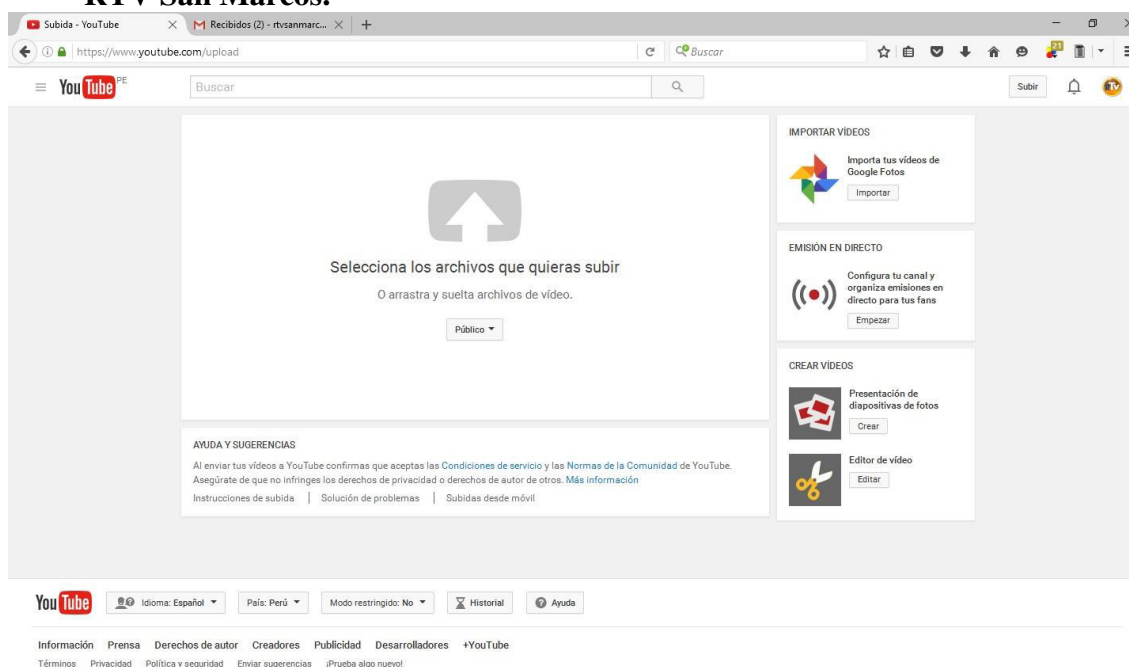 RTV San Marcos.
Subida - YouTube
Recibidos (2) - rtvsanmarc...
https://www.youtube.com/upload
Buscar
21
YouTube PE
Buscar
Subir
Selecciona los archivos que quieras subir
O arrastra y suelta archivos de vídeo.
Público
AYUDA Y SUGERENCIAS
Al enviar tus vídeos a YouTube confirmas que aceptas las Condiciones de servicio y las Normas de la Comunidad de YouTube.
Asegúrate de que no infringes los derechos de privacidad o derechos de autor de otros. Más información
Instrucciones de subida | Solución de problemas | Subidas desde móvil
IMPORTAR VÍDEOS
Importa tus vídeos de
Google Fotos
Importar
EMISIÓN EN DIRECTO
Configura tu canal y
organiza emisiones en
directo para tus fans
Empezar
CREAR VÍDEOS
Presentación de
diapositivas de fotos
Crear
Editor de vídeo
Editar
YouTube Idioma: Español País: Perú Modo restringido: No Historial Ayuda
Información Prensa Derechos de autor Creadores Publicidad Desarrolladores +YouTube
Términos Privacidad Política y seguridad Enviar sugerencias ¡Prueba algo nuevo!